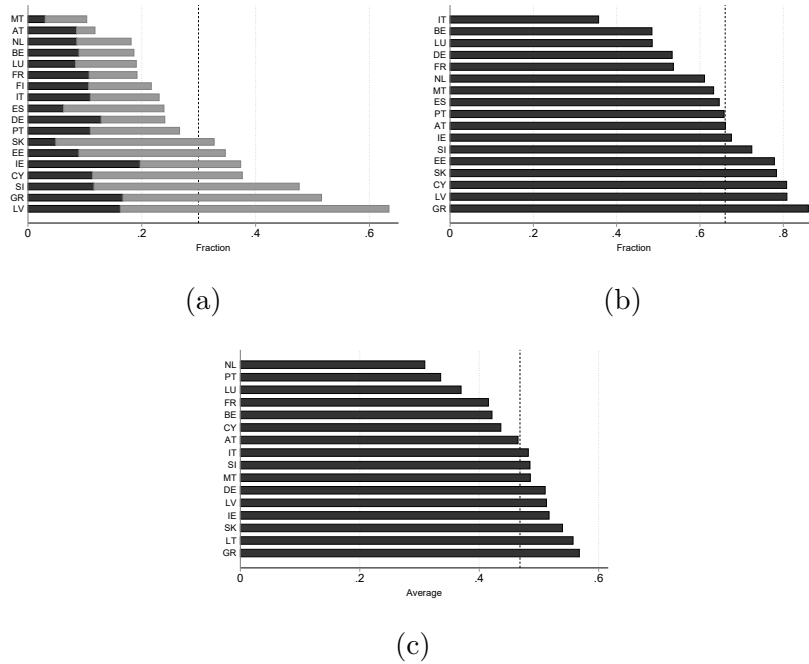 MT
AT
NL
BE
LU
FR
FI
IT
ES
DE
PT
SK
EE
IE
CY
SI
GR
LV
0 .2 .4 .6
Fraction
(a)
IT
BE
LU
DE
FR
NL
MT
ES
PT
AT
IE
SI
EE
SK
CY
LV
GR
0 .2 .4 .6 .8
Fraction
(b)
NL
PT
LU
FR
BE
CY
AT
IT
SI
MT
DE
LV
IE
SK
LT
GR
0 .2 .4 .6
Average
(c)